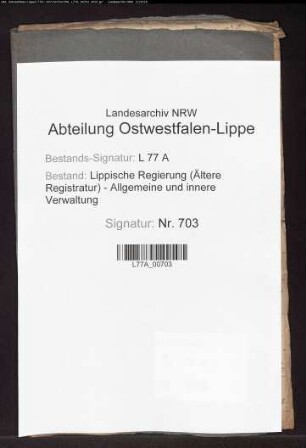 Landesarchiv NRW
Abteilung Ostwestfalen-Lippe
Bestands-Signatur: L 77 A
Bestand: Lippische Regierung (Ältere
Registratur) - Allgemeine und innere
Verwaltung
Signatur: Nr. 703
L77A_00703